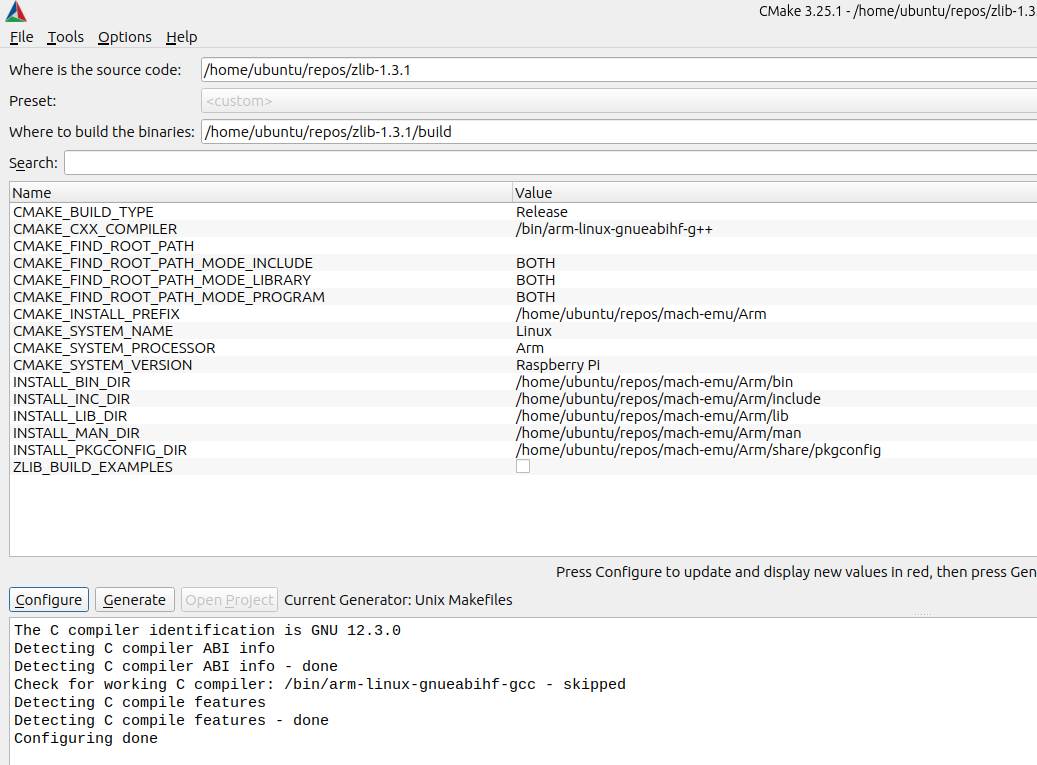 CMake 3.25.1 - /home/ubuntu/repos/zlib-1.3.
File Tools Options Help
Where is the source code: /home/ubuntu/repos/zlib-1.3.1
Preset: <custom>
Where to build the binaries: /home/ubuntu/repos/zlib-1.3.1/build
Search:
Name Value
CMAKE_BUILD_TYPE Release
CMAKE_CXX_COMPILER /bin/arm-linux-gnueabihf-g++
CMAKE_FIND_ROOT_PATH
CMAKE_FIND_ROOT_PATH_MODE_INCLUDE BOTH
CMAKE_FIND_ROOT_PATH_MODE_LIBRARY BOTH
CMAKE_FIND_ROOT_PATH_MODE_PROGRAM BOTH
CMAKE_INSTALL_PREFIX /home/ubuntu/repos/mach-emu/Arm
CMAKE_SYSTEM_NAME Linux
CMAKE_SYSTEM_PROCESSOR Arm
CMAKE_SYSTEM_VERSION Raspberry Pi
INSTALL_BIN_DIR /home/ubuntu/repos/mach-emu/Arm/bin
INSTALL_INC_DIR /home/ubuntu/repos/mach-emu/Arm/include
INSTALL_LIB_DIR /home/ubuntu/repos/mach-emu/Arm/lib
INSTALL_MAN_DIR /home/ubuntu/repos/mach-emu/Arm/man
INSTALL_PKGCONFIG_DIR /home/ubuntu/repos/mach-emu/Arm/share/pkgconfig
ZLIB_BUILD_EXAMPLES
Press Configure to update and display new values in red, then press Gen
Configure Generate Open Project Current Generator: Unix Makefiles
The C compiler identification is GNU 12.3.0
Detecting C compiler ABI info
Detecting C compiler ABI info - done
Check for working C compiler: /bin/arm-linux-gnueabihf-gcc - skipped
Detecting C compile features
Detecting C compile features - done
Configuring done